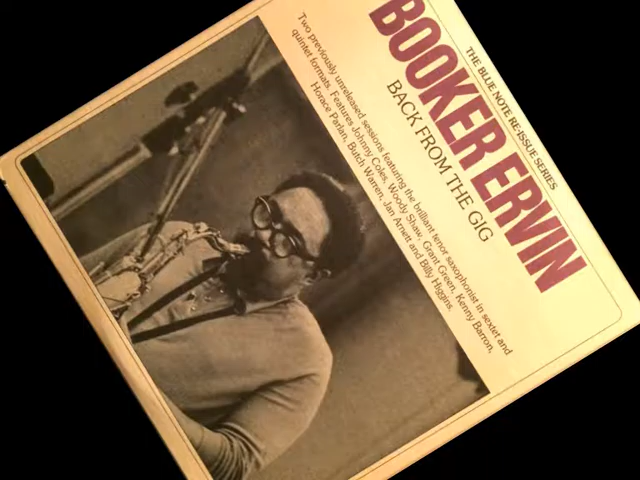 THE BLUE NOTE RE-ISSUE SERIES
BOOKER ERVIN
BACK FROM THE GIG
Two previously unreleased sessions featuring the brilliant tenor saxophonist in sextet and
quintet formats. Features Johnny Coles, Woody Shaw, Grant Green, Kenny Barron,
Horace Parlan, Butch Warren, Jan Arnett and Billy Higgins.